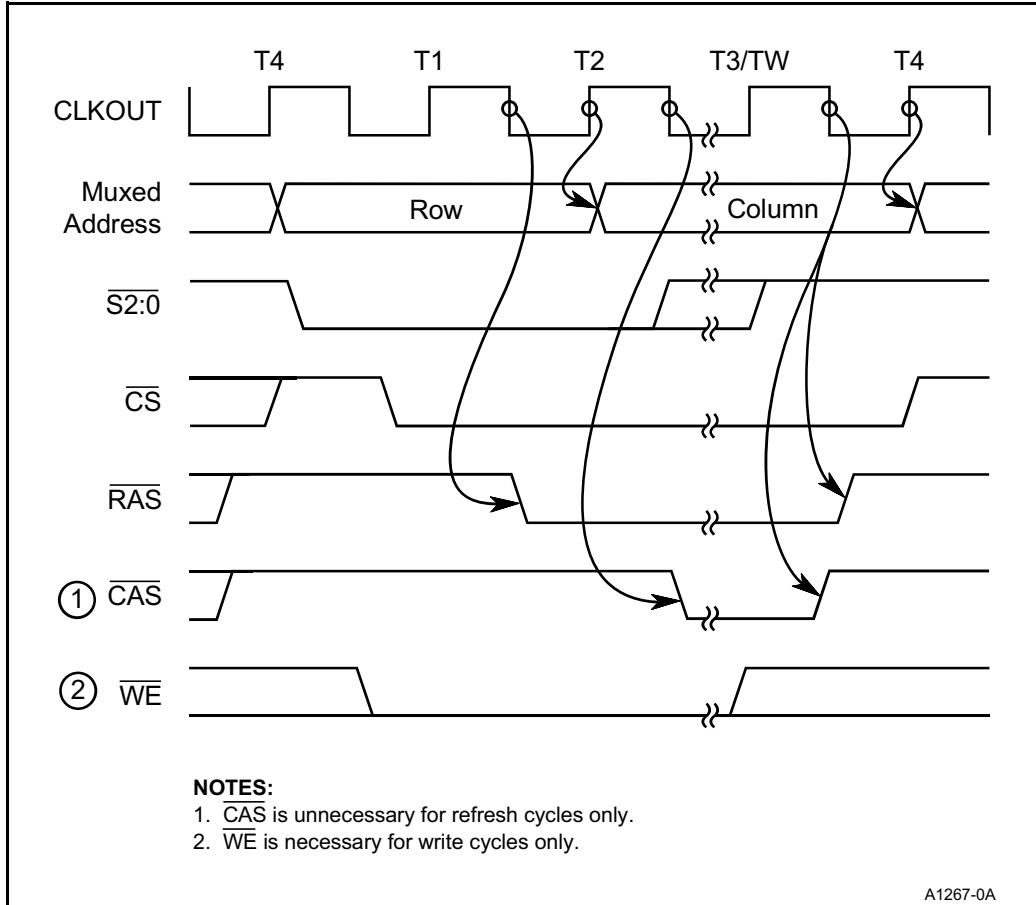 T4 T1 T2 T3/TW T4
CLKOUT
Muxed
Address
Row Column
S2:0
CS
RAS
1 CAS
2 WE
NOTES:
1. CAS is unnecessary for refresh cycles only.
2. WE is necessary for write cycles only.
A1267-0A